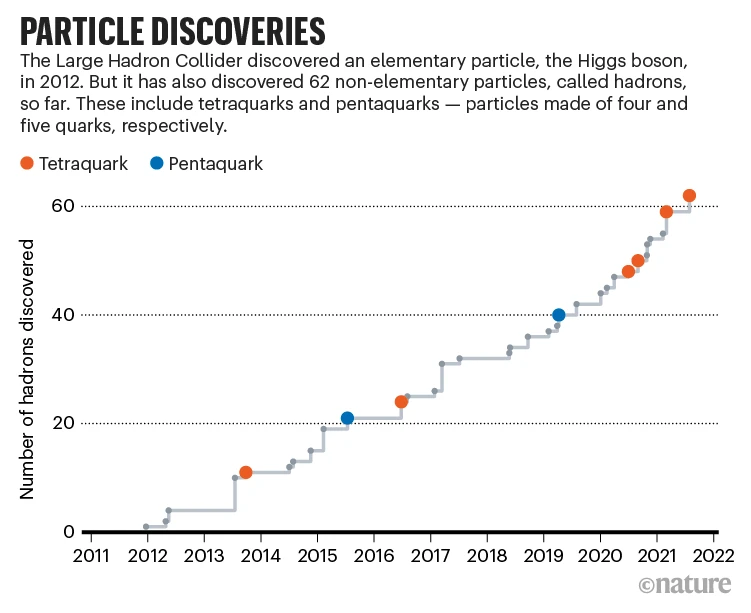 PARTICLE DISCOVERIES
The Large Hadron Collider discovered an elementary particle, the Higgs boson,
in 2012. But it has also discovered 62 non-elementary particles, called hadrons,
so far. These include tetraquarks and pentaquarks — particles made of four and
five quarks, respectively.
Tetraquark Pentaquark
Number of hadrons discovered
60
40
20
0
2011 2012 2013 2014 2015 2016 2017 2018 2019 2020 2021 2022
©nature